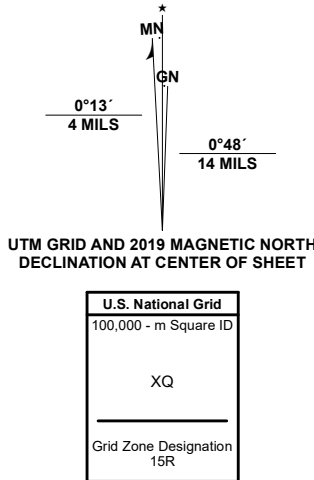 ★
MN
GN
0°13´
4 MILS
0°48´
14 MILS
UTM GRID AND 2019 MAGNETIC NORTH
DECLINATION AT CENTER OF SHEET
U.S. National Grid
100,000 - m Square ID
XQ
Grid Zone Designation
15R